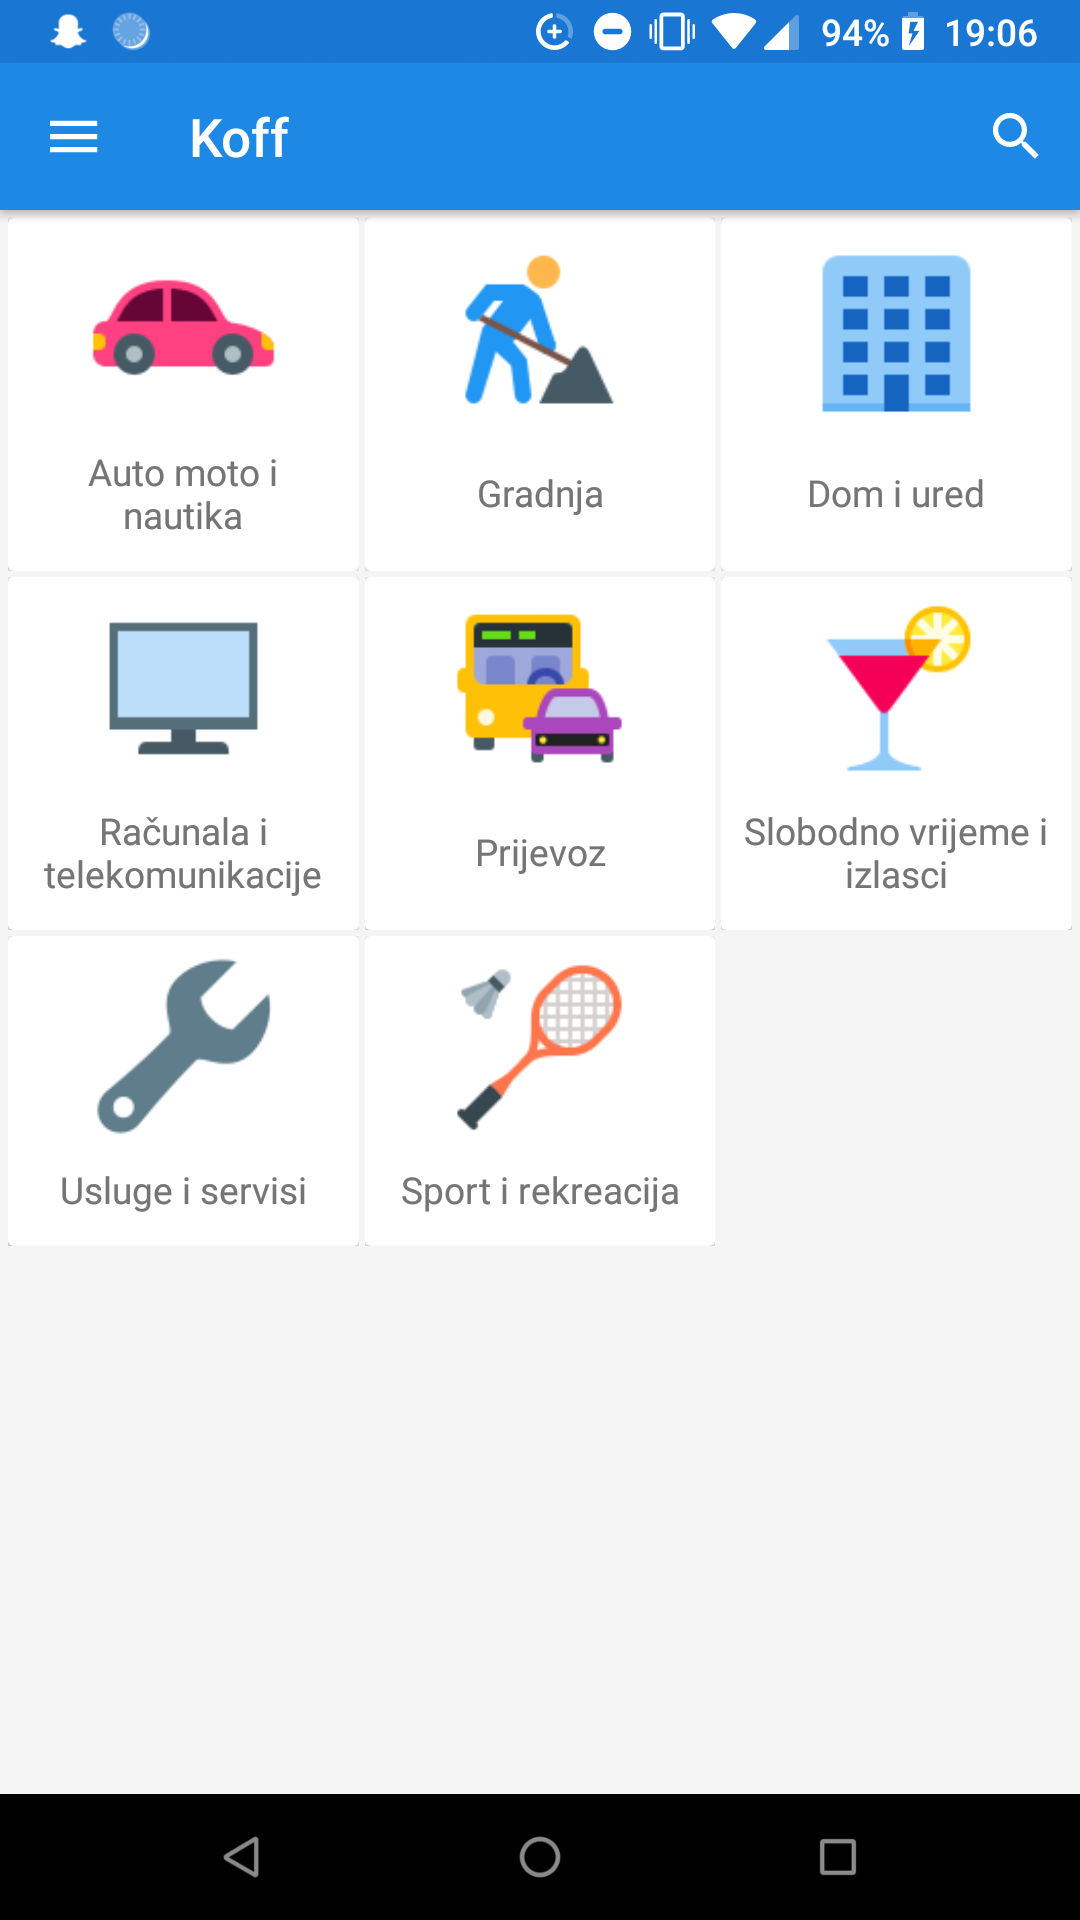 94% 19:06
Koff
Auto moto i
nautika
Gradnja
Dom i ured
Računala i
telekomunikacije
Prijevoz
Slobodno vrijeme i
izlasci
Usluge i servisi
Sport i rekreacija